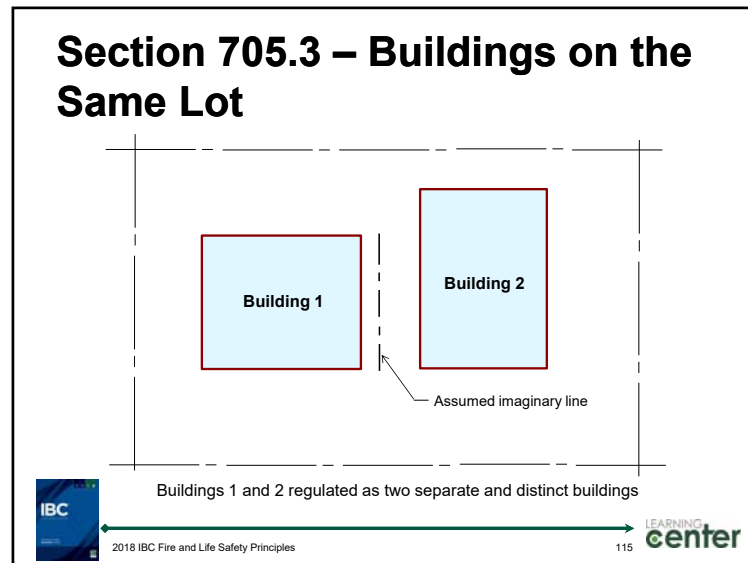 Section 705.3 – Buildings on the
Same Lot
Building 1
Building 2
Assumed imaginary line
Buildings 1 and 2 regulated as two separate and distinct buildings
IBC
2018 IBC Fire and Life Safety Principles
115
LEARNING
center